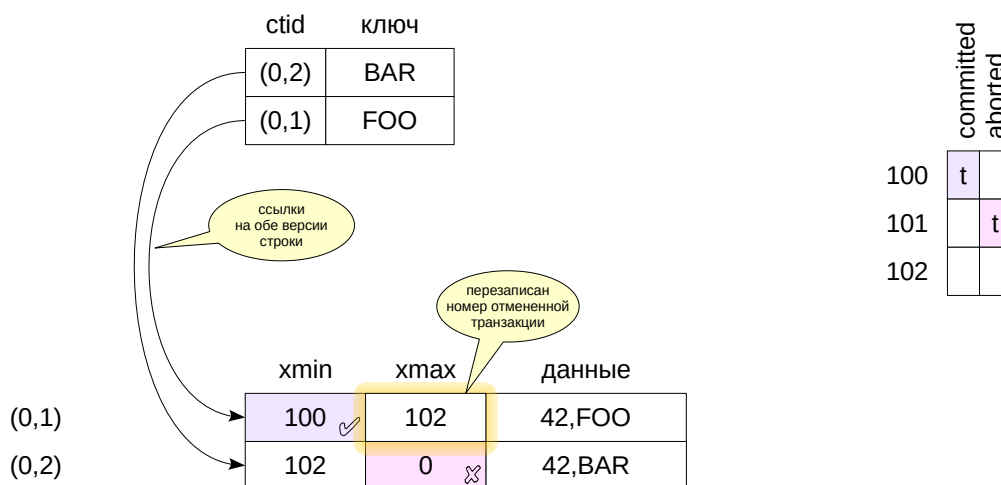 ctid ключ
(0,2) BAR
(0,1) FOO
committed
aborted
100 t
101 t
102
ссылки
на обе версии
строки
перезаписан
номер отмененной
транзакции
xmin xmax данные
(0,1) 100 102 42,FOO
(0,2) 102 0 42,BAR